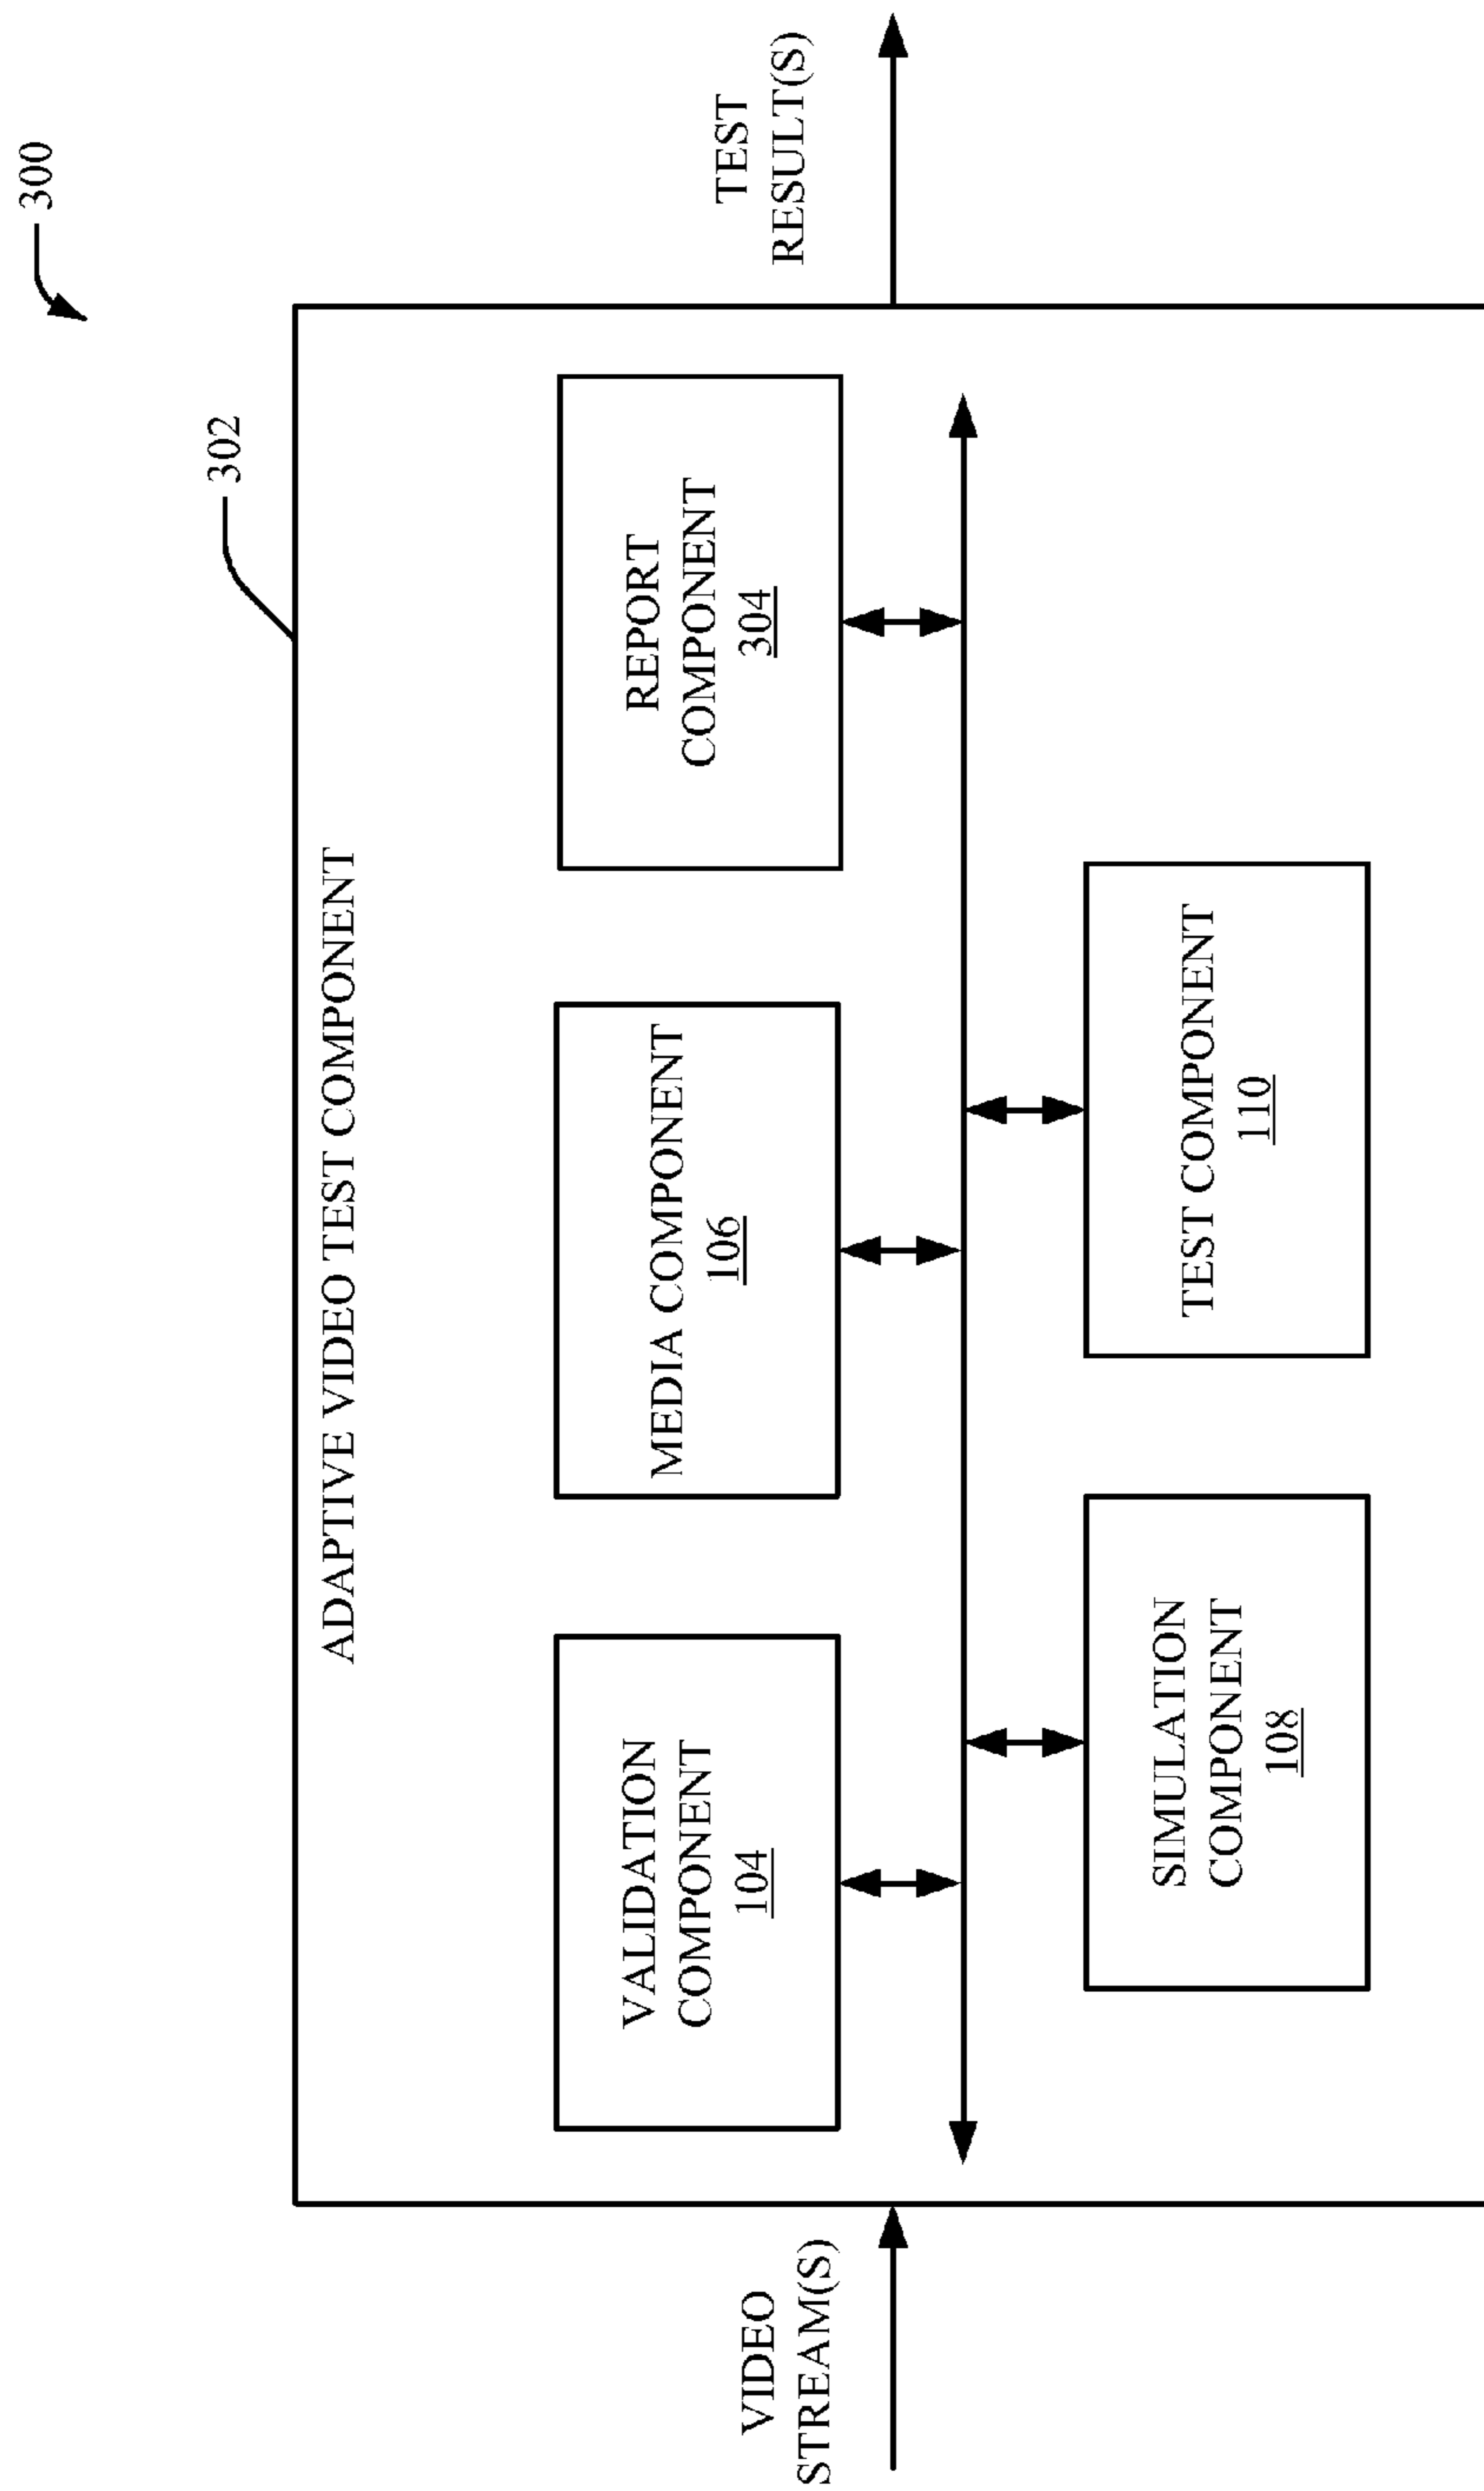 300
302
ADAPTIVE VIDEO TEST COMPONENT
VALIDATION
COMPONENT
104
MEDIA COMPONENT
106
REPORT
COMPONENT
304
VIDEO
STREAM(S)
TEST
RESULT(S)
SIMULATION
COMPONENT
108
TEST COMPONENT
110